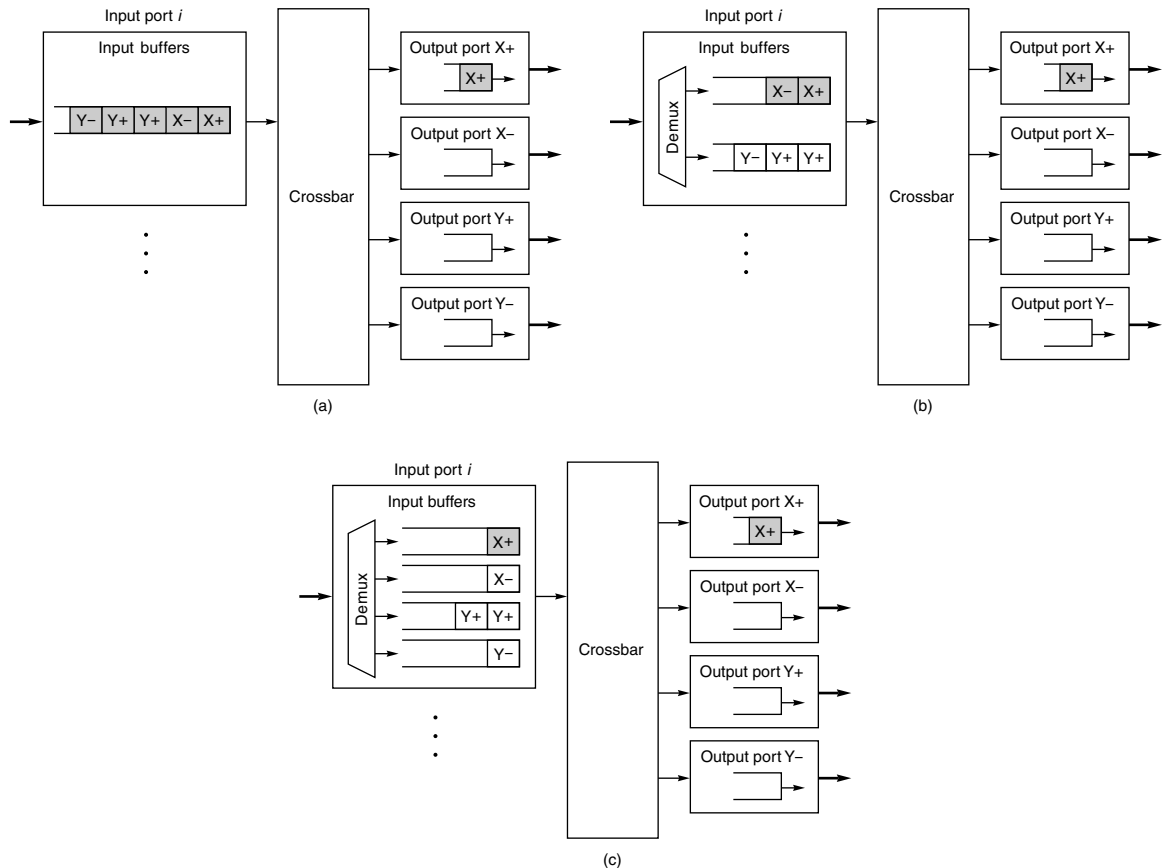 Input port i
Input buffers
Y− Y+ Y+ X− X+
Crossbar
Output port X+
X+
Output port X−
Output port Y+
Output port Y−
(a)
Input port i
Input buffers
Demux
X− X+
Y− Y+ Y+
Crossbar
Output port X+
X+
Output port X−
Output port Y+
Output port Y−
(b)
Input port i
Input buffers
Demux
X+
X−
Y+ Y+
Y−
Crossbar
Output port X+
X+
Output port X−
Output port Y+
Output port Y−
(c)